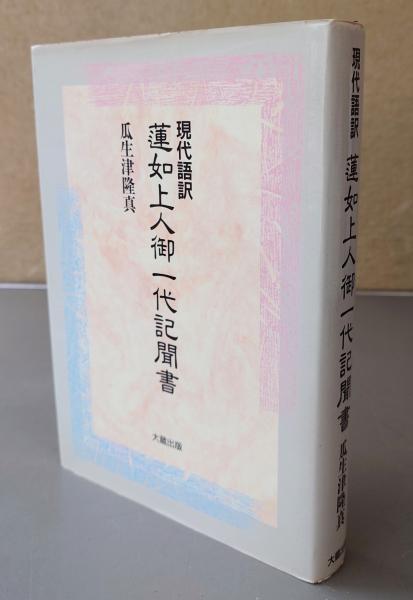 現代語訳
蓮如上人御一代記聞書
瓜生津隆真
大蔵出版
現代語訳
蓮如上人御一代記聞書
瓜生津隆真
大蔵出